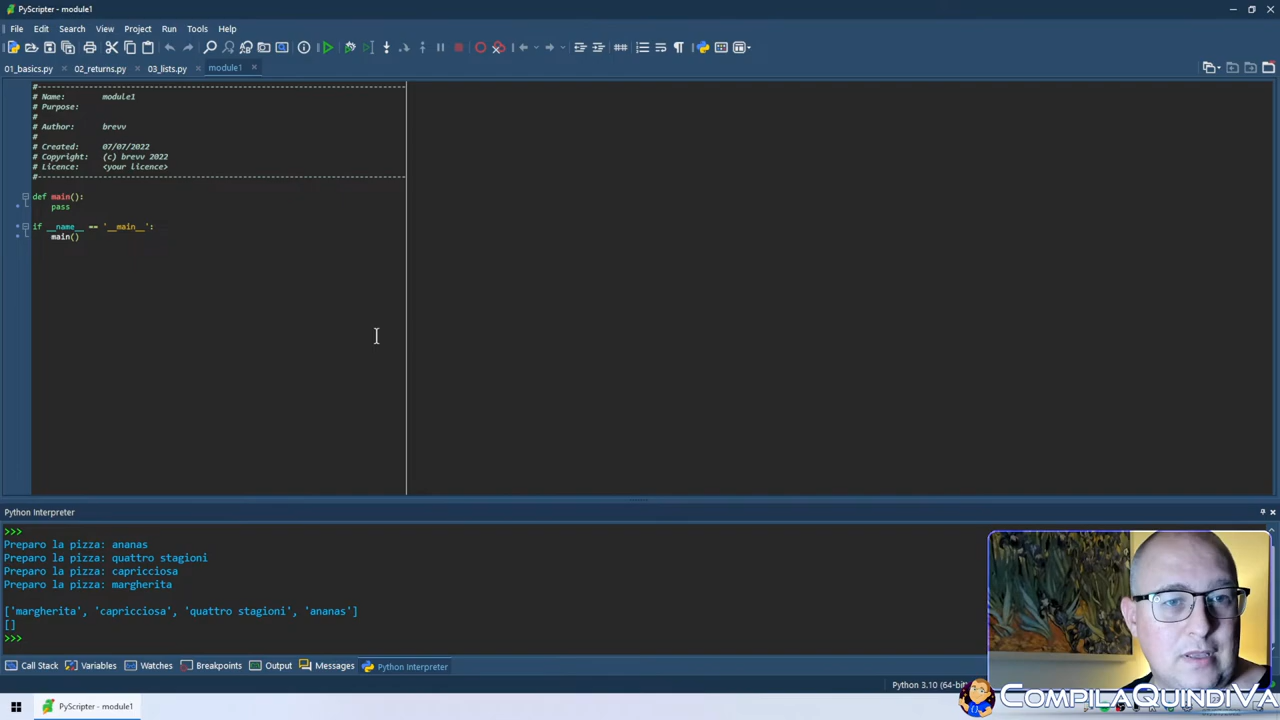 PyScripter - module1
File Edit Search View Project Run Tools Help
01_basics.py 02_returns.py 03_lists.py module1
#-------------------------------------------------------------------------------
# Name: module1
# Purpose:
#
# Author: brevv
#
# Created: 07/07/2022
# Copyright: (c) brevv 2022
# Licence: <your licence>
#-------------------------------------------------------------------------------
def main():
pass
if __name__ == '__main__':
main()
Python Interpreter
>>>
Preparo la pizza: ananas
Preparo la pizza: quattro stagioni
Preparo la pizza: capricciosa
Preparo la pizza: margherita
['margherita', 'capricciosa', 'quattro stagioni', 'ananas']
[]
>>>
Call Stack Variables Watches Breakpoints Output Messages Python Interpreter
Python 3.10 (64-bit)
CompilaQuindiVa
PyScripter - module1